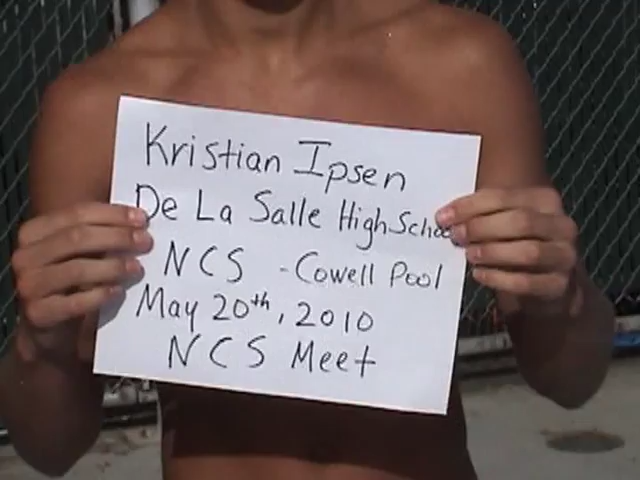 Kristian Ipsen
De La Salle High School
NCS - Cowell Pool
May 20th, 2010
NCS Meet